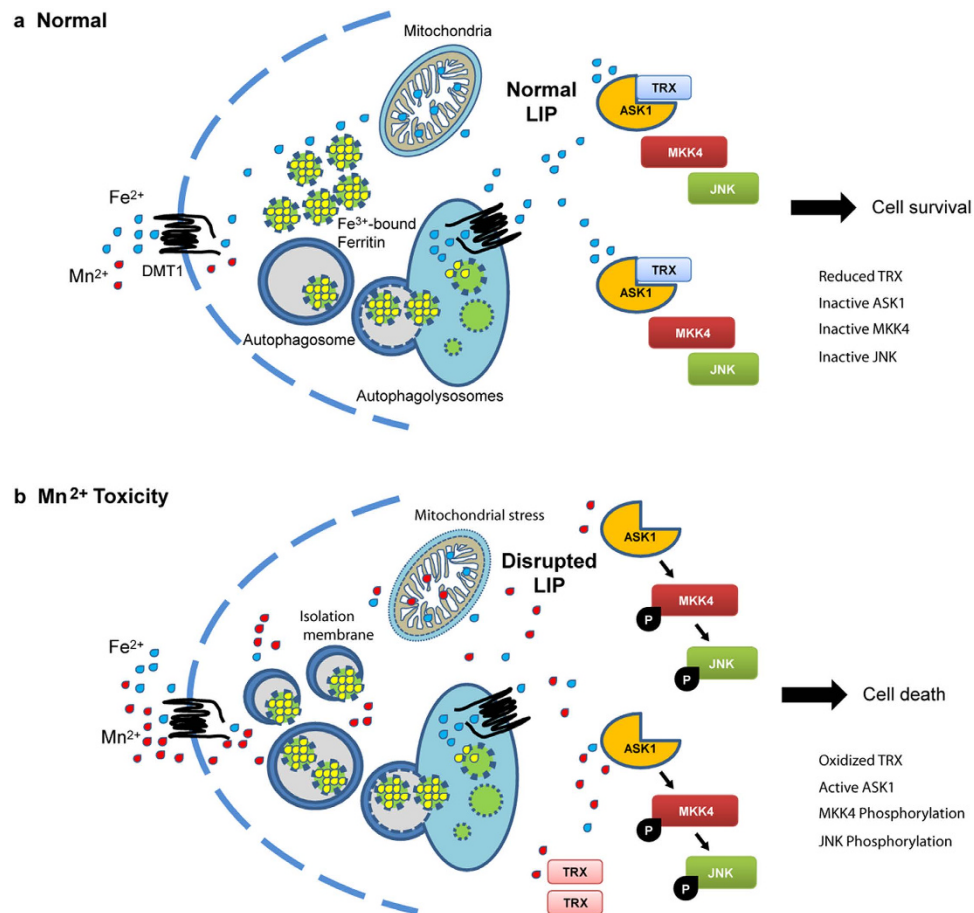 a Normal
Mitochondria
Normal
LIP
TRX
ASK1
MKK4
JNK
Fe²⁺
Mn²⁺
DMT1
Fe³⁺-bound
Ferritin
Autophagosome
Autophagolysosomes
TRX
ASK1
MKK4
JNK
Cell survival
Reduced TRX
Inactive ASK1
Inactive MKK4
Inactive JNK
b Mn²⁺ Toxicity
Mitochondrial stress
Disrupted
LIP
Isolation
membrane
Fe²⁺
Mn²⁺
ASK1
MKK4
P
JNK
P
ASK1
MKK4
P
JNK
P
TRX
TRX
Cell death
Oxidized TRX
Active ASK1
MKK4 Phosphorylation
JNK Phosphorylation